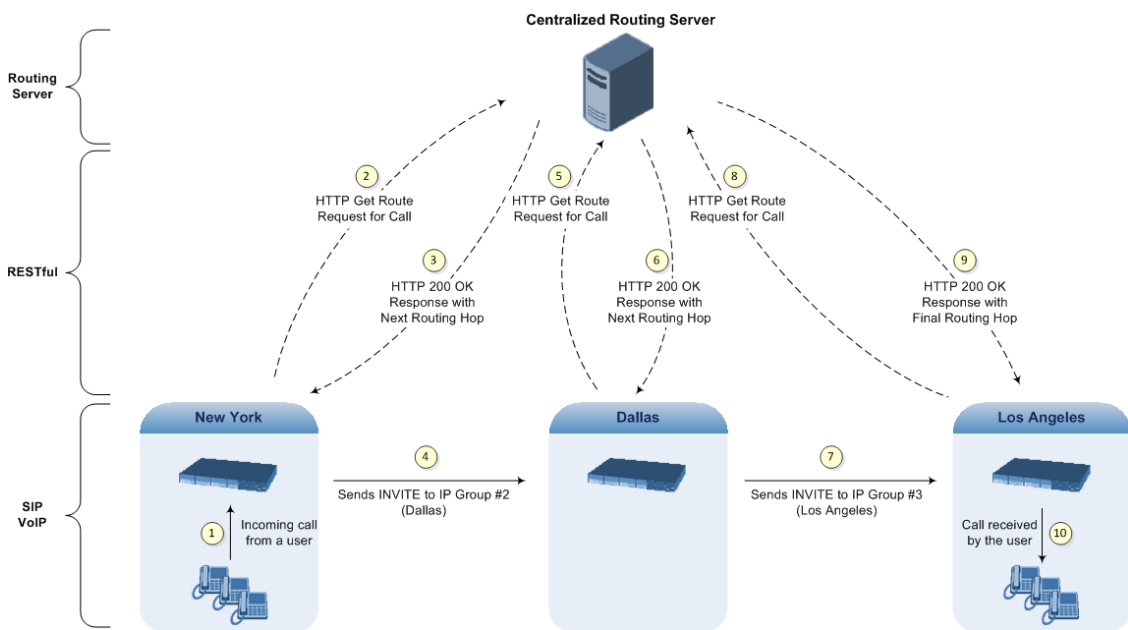 Centralized Routing Server
Routing
Server
2
HTTP Get Route
Request for Call
5
HTTP Get Route
Request for Call
8
HTTP Get Route
Request for Call
RESTful
3
HTTP 200 OK
Response with
Next Routing Hop
6
HTTP 200 OK
Response with
Next Routing Hop
9
HTTP 200 OK
Response with
Final Routing Hop
New York
Dallas
Los Angeles
4
Sends INVITE to IP Group #2
(Dallas)
7
Sends INVITE to IP Group #3
(Los Angeles)
SIP
VoIP
1
Incoming call
from a user
Call received
by the user
10